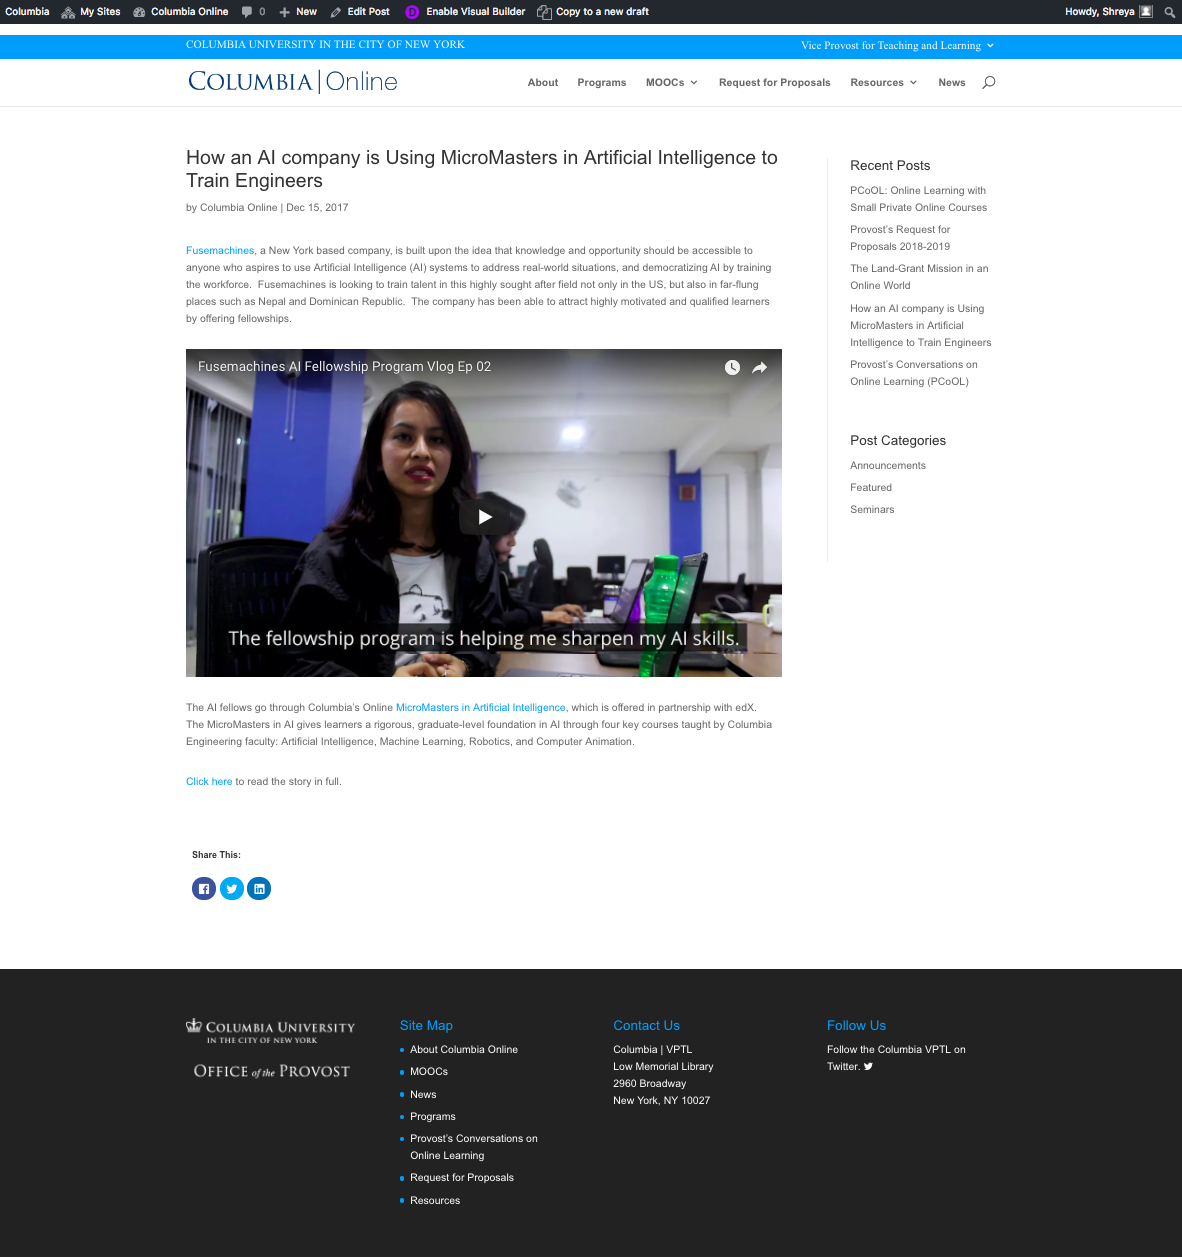 Columbia My Sites Columbia Online 0 New Edit Post Enable Visual Builder Copy to a new draft Howdy, Shreya
COLUMBIA UNIVERSITY IN THE CITY OF NEW YORK Vice Provost for Teaching and Learning
COLUMBIA|Online About Programs MOOCs Request for Proposals Resources News
How an AI company is Using MicroMasters in Artificial Intelligence to
Train Engineers
by Columbia Online | Dec 15, 2017
Fusemachines, a New York based company, is built upon the idea that knowledge and opportunity should be accessible to
anyone who aspires to use Artificial Intelligence (AI) systems to address real-world situations, and democratizing AI by training
the workforce.  Fusemachines is looking to train talent in this highly sought after field not only in the US, but also in far-flung
places such as Nepal and Dominican Republic.  The company has been able to attract highly motivated and qualified learners
by offering fellowships.
Fusemachines AI Fellowship Program Vlog Ep 02
The fellowship program is helping me sharpen my AI skills.
The AI fellows go through Columbia's Online MicroMasters in Artificial Intelligence, which is offered in partnership with edX.
The MicroMasters in AI gives learners a rigorous, graduate-level foundation in AI through four key courses taught by Columbia
Engineering faculty: Artificial Intelligence, Machine Learning, Robotics, and Computer Animation.
Click here to read the story in full.
Share This:
Recent Posts
PCoOL: Online Learning with
Small Private Online Courses
Provost's Request for
Proposals 2018-2019
The Land-Grant Mission in an
Online World
How an AI company is Using
MicroMasters in Artificial
Intelligence to Train Engineers
Provost's Conversations on
Online Learning (PCoOL)
Post Categories
Announcements
Featured
Seminars
COLUMBIA UNIVERSITY
IN THE CITY OF NEW YORK
OFFICE of the PROVOST
Site Map
About Columbia Online
MOOCs
News
Programs
Provost's Conversations on
Online Learning
Request for Proposals
Resources
Contact Us
Columbia | VPTL
Low Memorial Library
2960 Broadway
New York, NY 10027
Follow Us
Follow the Columbia VPTL on
Twitter.